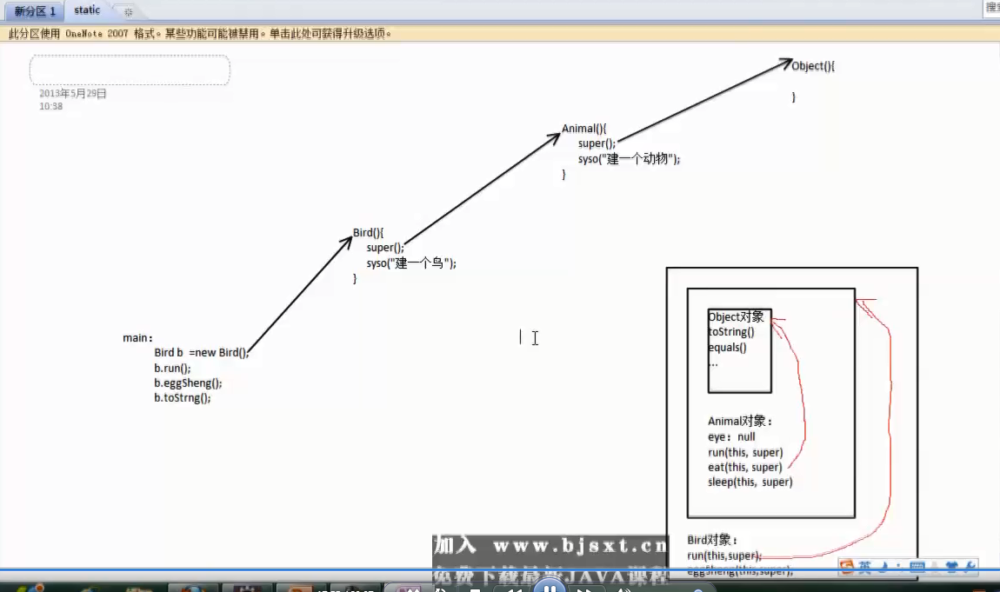 新分区 1
static
搜索
此分区使用 OneNote 2007 格式。某些功能可能被禁用。单击此处可获得升级选项。
2013年5月29日
10:38
Object(){
}
Animal(){
super();
syso("建一个动物");
}
Bird(){
super();
syso("建一个鸟");
}
main：
Bird b =new Bird();
b.run();
b.eggSheng();
b.toStrng();
Object对象
toString()
equals()
...
Animal对象：
eye：null
run(this, super)
eat(this, super)
sleep(this, super)
Bird对象：
run(this,super);
eggSheng(this,super);
加入 www.bjsxt.cn
免费下载最新JAVA课程
英